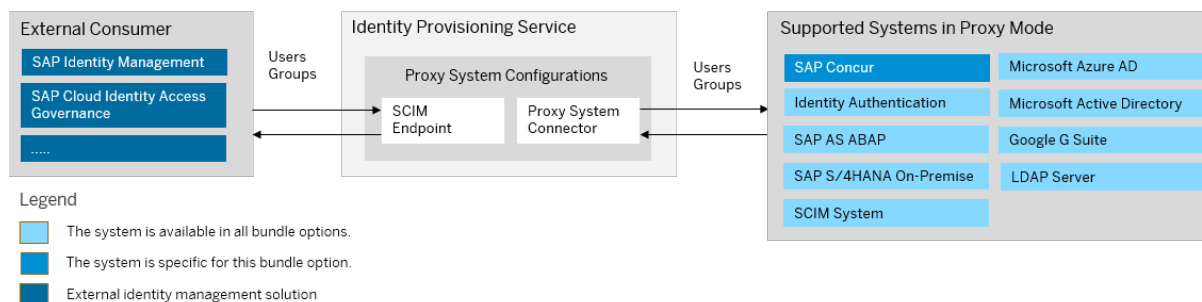 External Consumer
SAP Identity Management
SAP Cloud Identity Access
Governance
.....
Users
Groups
Identity Provisioning Service
Proxy System Configurations
SCIM
Endpoint
Proxy System
Connector
Users
Groups
Supported Systems in Proxy Mode
SAP Concur
Identity Authentication
SAP AS ABAP
SAP S/4HANA On-Premise
SCIM System
Microsoft Azure AD
Microsoft Active Directory
Google G Suite
LDAP Server
Legend
The system is available in all bundle options.
The system is specific for this bundle option.
External identity management solution